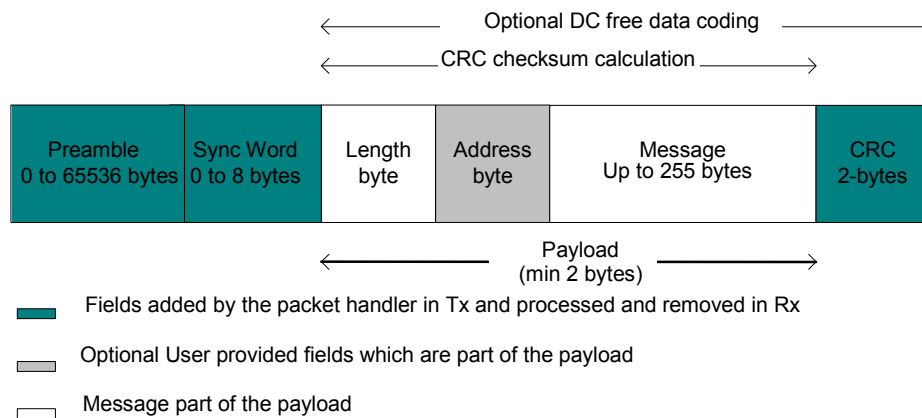 Optional DC free data coding
CRC checksum calculation
Preamble
0 to 65536 bytes
Sync Word
0 to 8 bytes
Length
byte
Address
byte
Message
Up to 255 bytes
CRC
2-bytes
Payload
(min 2 bytes)
Fields added by the packet handler in Tx and processed and removed in Rx
Optional User provided fields which are part of the payload
Message part of the payload